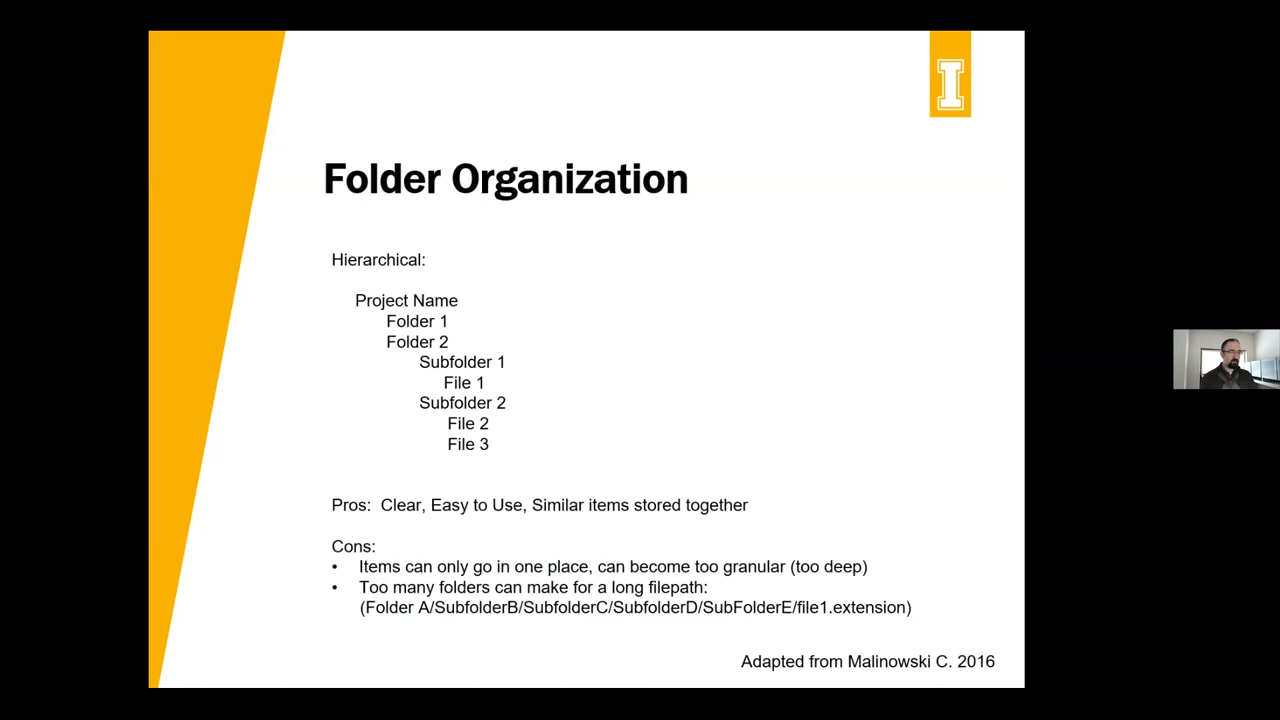 I
Folder Organization
Hierarchical:
Project Name
Folder 1
Folder 2
Subfolder 1
File 1
Subfolder 2
File 2
File 3
Pros:  Clear, Easy to Use, Similar items stored together
Cons:
• Items can only go in one place, can become too granular (too deep)
• Too many folders can make for a long filepath:
(Folder A/SubfolderB/SubfolderC/SubfolderD/SubFolderE/file1.extension)
Adapted from Malinowski C. 2016